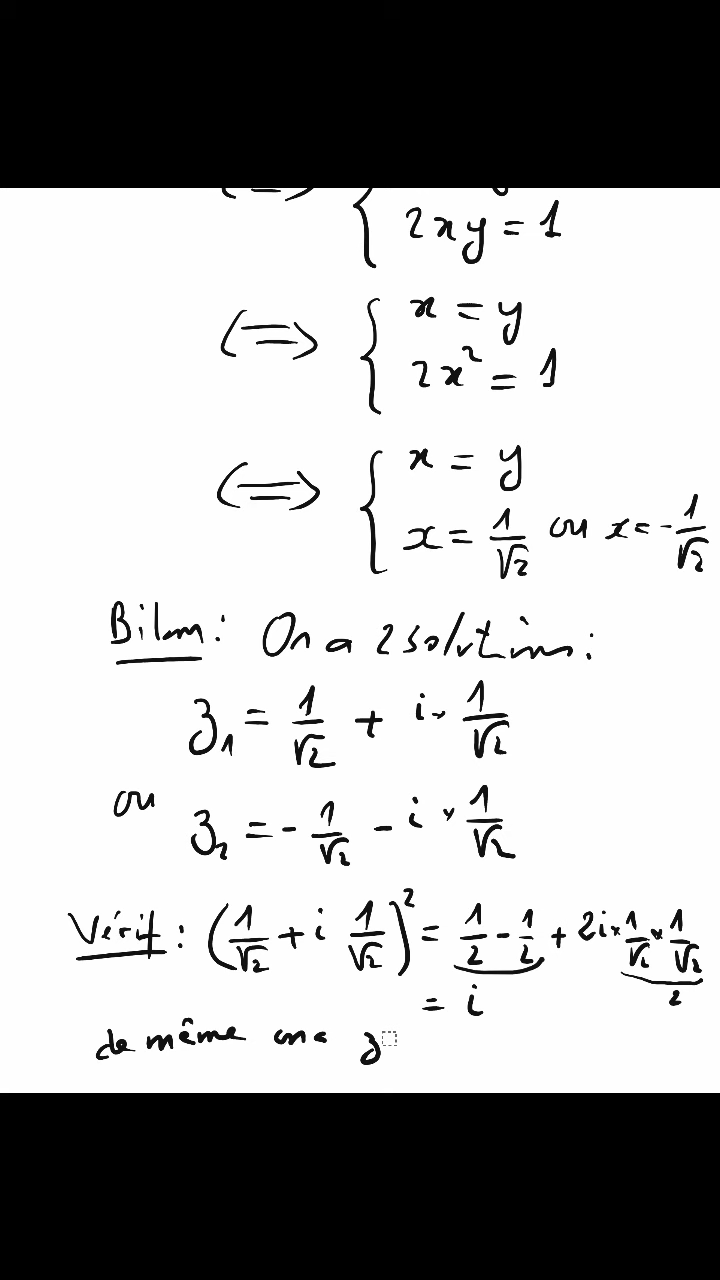 2xy = 1
⟺ { x = y
2x² = 1
⟺ { x = y
x = 1/√2 ou x = -1/√2
Bilan : On a 2 solutions :
z₁ = 1/√2 + i × 1/√2
ou
z₂ = - 1/√2 - i × 1/√2
Vérif : (1/√2 + i 1/√2)² = 1/2 - 1/2 + 2i × 1/√2 × 1/√2
2
= i
de même on a z